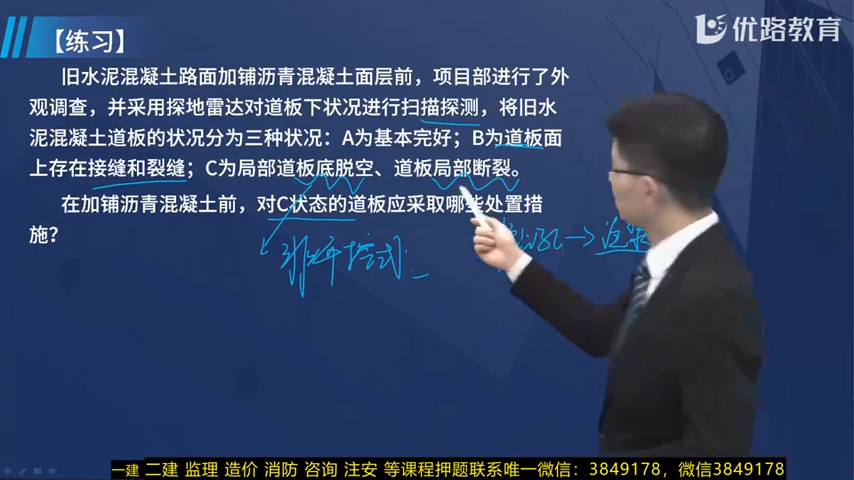 【练习】
优路教育
旧水泥混凝土路面加铺沥青混凝土面层前，项目部进行了外
观调查，并采用探地雷达对道板下状况进行扫描探测，将旧水
泥混凝土道板的状况分为三种状况：A为基本完好；B为道板面
上存在接缝和裂缝；C为局部道板底脱空、道板局部断裂。
在加铺沥青混凝土前，对C状态的道板应采取哪些处置措
施？
非开挖式：
一建 二建 监理 造价 消防 咨询 注安 等课程押题联系唯一微信：3849178，微信3849178